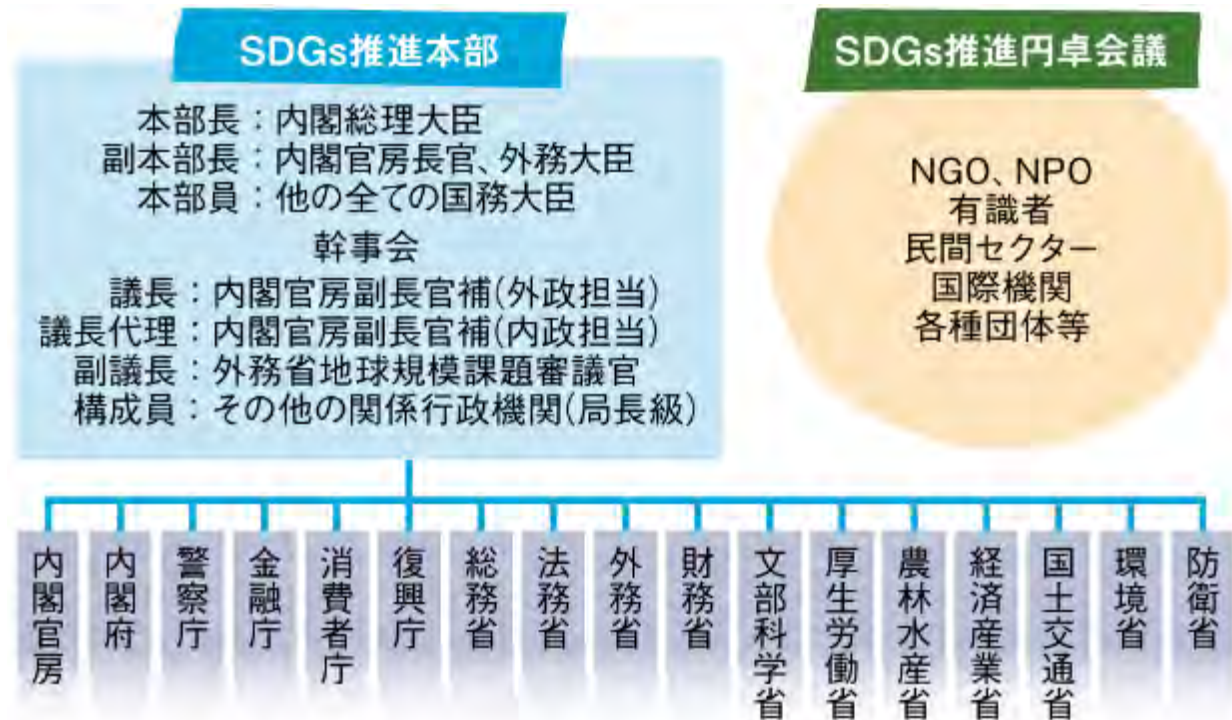 SDGs推進本部
本部長：内閣総理大臣
副本部長：内閣官房長官、外務大臣
本部員：他の全ての国務大臣
幹事会
議長：内閣官房副長官補(外政担当)
議長代理：内閣官房副長官補(内政担当)
副議長：外務省地球規模課題審議官
構成員：その他の関係行政機関(局長級)
SDGs推進円卓会議
NGO、NPO
有識者
民間セクター
国際機関
各種団体等
内閣官房
内閣府
警察庁
金融庁
消費者庁
復興庁
総務省
法務省
外務省
財務省
文部科学省
厚生労働省
農林水産省
経済産業省
国土交通省
環境省
防衛省